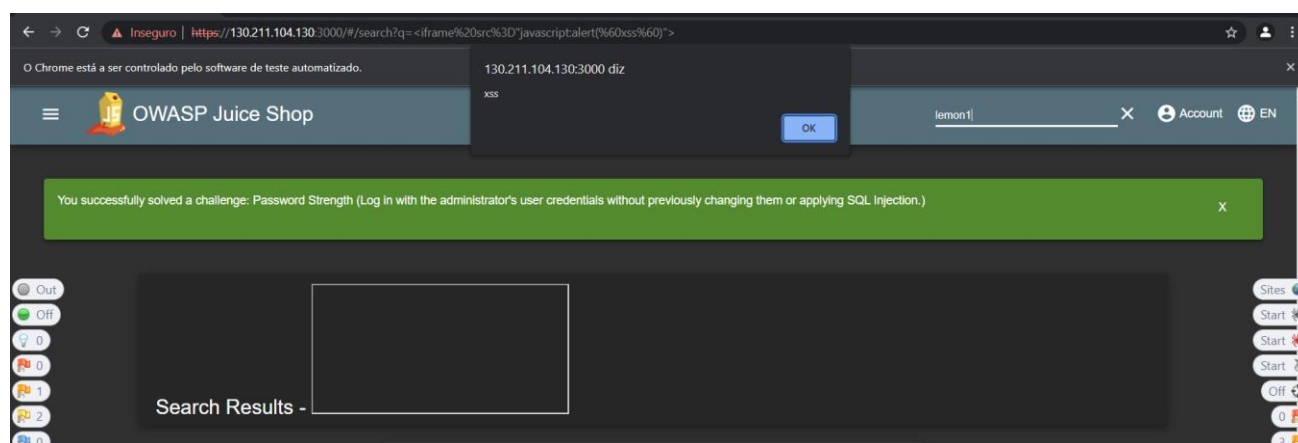 Inseguro | https://130.211.104.130:3000/#/search?q=<iframe%20src%3D"javascript:alert(%60xss%60)">
O Chrome está a ser controlado pelo software de teste automatizado.
130.211.104.130:3000 diz
xss
OK
OWASP Juice Shop
lemon1
Account
EN
You successfully solved a challenge: Password Strength (Log in with the administrator's user credentials without previously changing them or applying SQL Injection.)
X
Out
Off
0
0
1
2
0
Search Results -
Sites
Start
Start
Start
Off
0